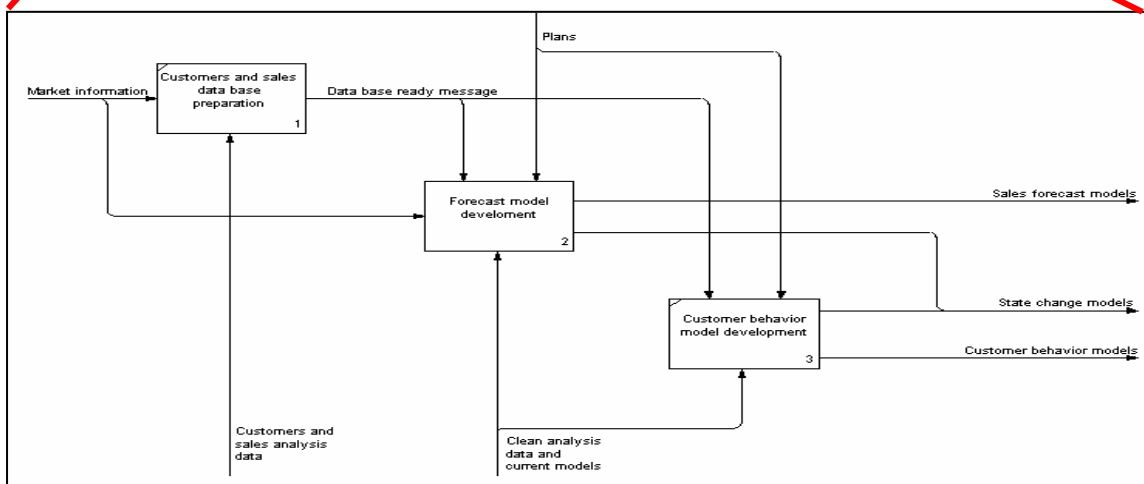 Plans
Market information
Customers and sales
data base
preparation
1
Data base ready message
Forecast model
develoment
2
Sales forecast models
State change models
Customer behavior
model development
3
Customer behavior models
Customers and
sales analysis
data
Clean analysis
data and
current models